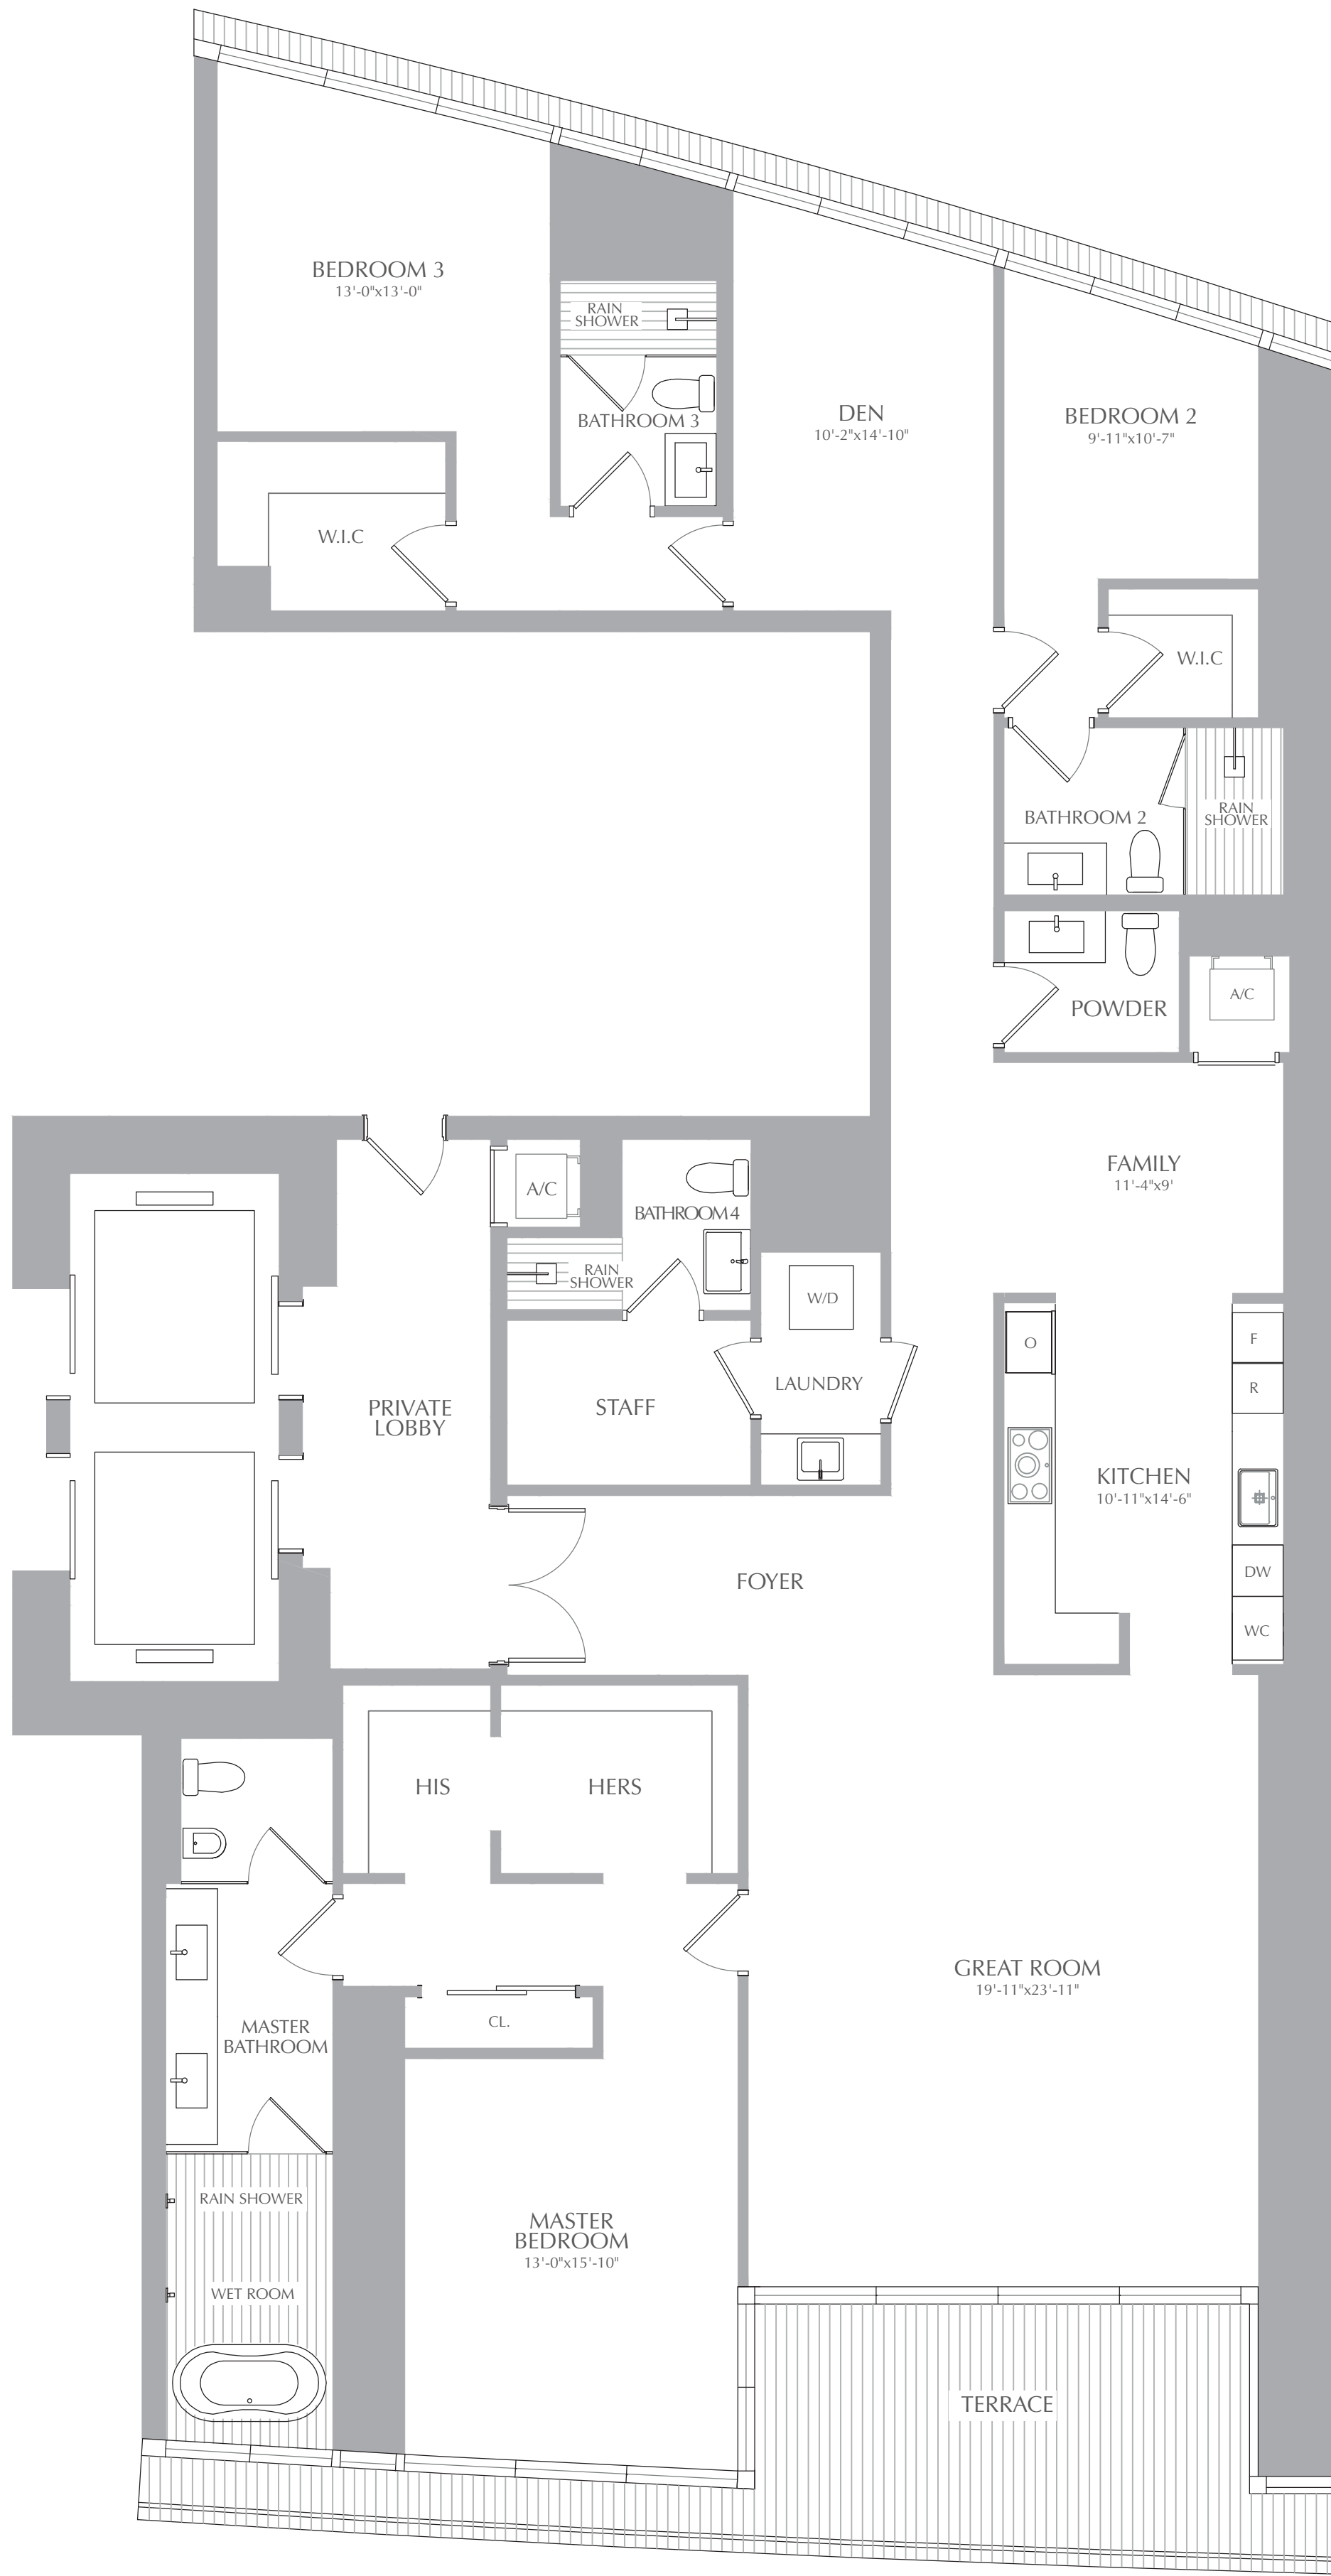 BEDROOM 3
13'-0"x13'-0"
RAIN
SHOWER
BATHROOM 3
DEN
10'-2"x14'-10"
BEDROOM 2
9'-11"x10'-7"
W.I.C
W.I.C
BATHROOM 2
RAIN
SHOWER
POWDER
A/C
FAMILY
11'-4"x9'
A/C
BATHROOM 4
RAIN
SHOWER
W/D
LAUNDRY
STAFF
PRIVATE
LOBBY
O
F
R
KITCHEN
10'-11"x14'-6"
DW
WC
FOYER
HIS
HERS
GREAT ROOM
19'-11"x23'-11"
CL.
MASTER
BATHROOM
RAIN SHOWER
WET ROOM
MASTER
BEDROOM
13'-0"x15'-10"
TERRACE